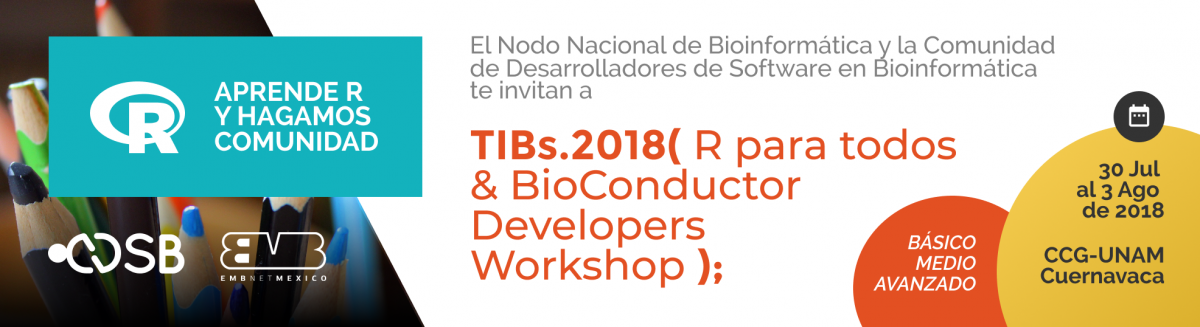 R
APRENDE R
Y HAGAMOS
COMUNIDAD
CDSB
EMBNETMEXICO
El Nodo Nacional de Bioinformática y la Comunidad
de Desarrolladores de Software en Bioinformática
te invitan a
TIBs.2018( R para todos
& BioConductor
Developers
Workshop );
BÁSICO
MEDIO
AVANZADO
30 Jul
al 3 Ago
de 2018
CCG-UNAM
Cuernavaca